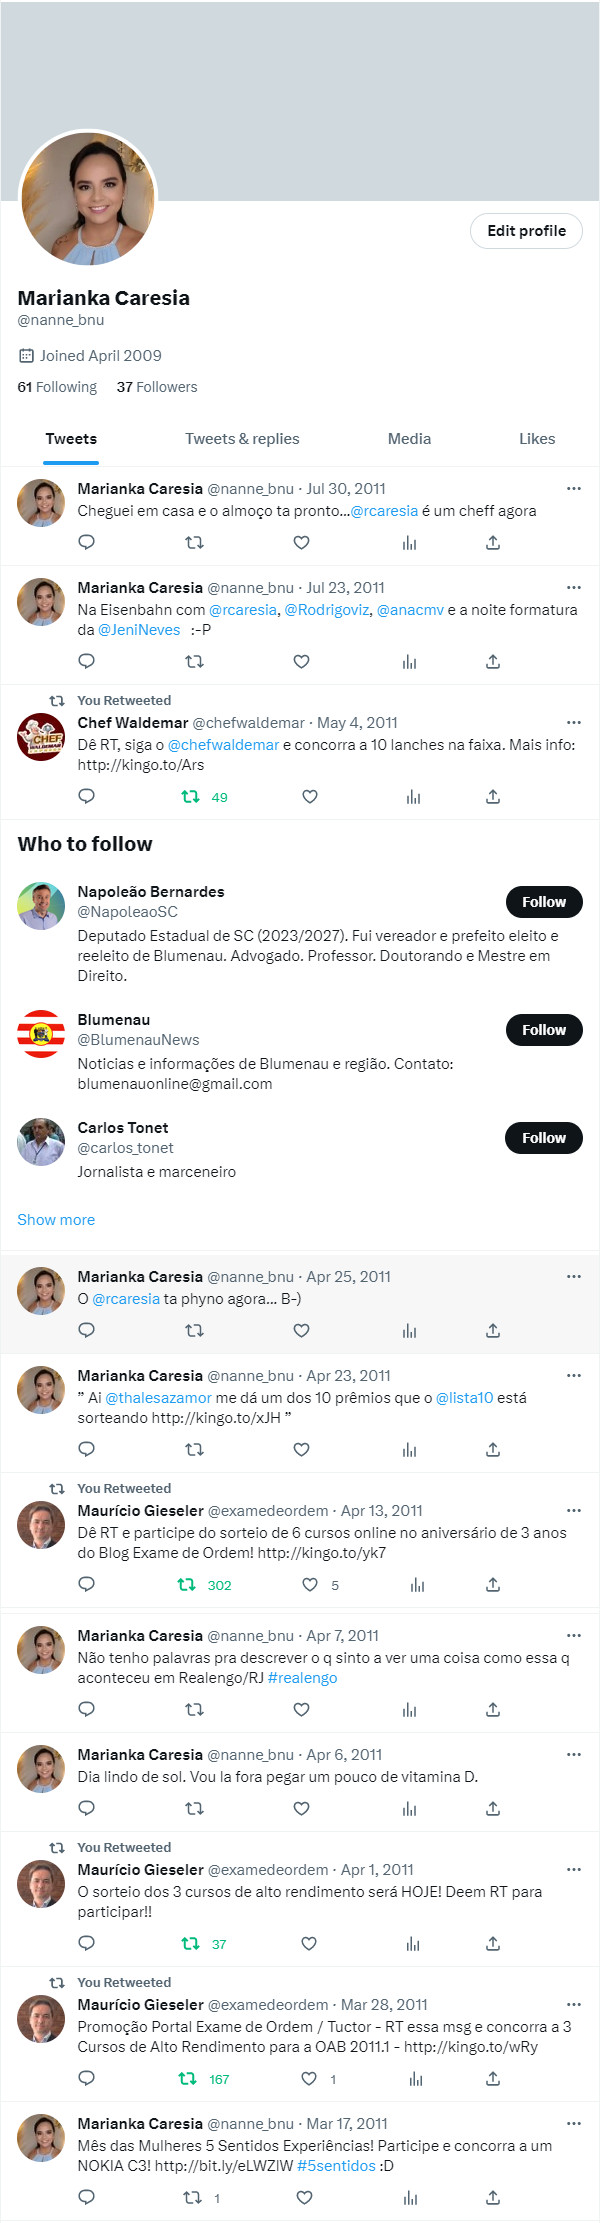 Edit profile
Marianka Caresia
@nanne_bnu
Joined April 2009
61 Following 37 Followers
Tweets Tweets & replies Media Likes
Marianka Caresia @nanne_bnu · Jul 30, 2011
Cheguei em casa e o almoço ta pronto...@rcaresia é um cheff agora
Marianka Caresia @nanne_bnu · Jul 23, 2011
Na Eisenbahn com @rcaresia, @Rodrigoviz, @anacmv e a noite formatura
da @JeniNeves :-P
You Retweeted
CHEF
WALDEMAR
Chef Waldemar @chefwaldemar · May 4, 2011
Dê RT, siga o @chefwaldemar e concorra a 10 lanches na faixa. Mais info:
http://kingo.to/Ars
49
Who to follow
Napoleão Bernardes
@NapoleaoSC
Follow
Deputado Estadual de SC (2023/2027). Fui vereador e prefeito eleito e
reeleito de Blumenau. Advogado. Professor. Doutorando e Mestre em
Direito.
Blumenau
@BlumenauNews
Follow
Noticias e informações de Blumenau e região. Contato:
blumenauonline@gmail.com
Carlos Tonet
@carlos_tonet
Follow
Jornalista e marceneiro
Show more
Marianka Caresia @nanne_bnu · Apr 25, 2011
O @rcaresia ta phyno agora... B-)
Marianka Caresia @nanne_bnu · Apr 23, 2011
” Ai @thalesazamor me dá um dos 10 prêmios que o @lista10 está
sorteando http://kingo.to/xJH ”
You Retweeted
Maurício Gieseler @examedeordem · Apr 13, 2011
Dê RT e participe do sorteio de 6 cursos online no aniversário de 3 anos
do Blog Exame de Ordem! http://kingo.to/yk7
302 5
Marianka Caresia @nanne_bnu · Apr 7, 2011
Não tenho palavras pra descrever o q sinto a ver uma coisa como essa q
aconteceu em Realengo/RJ #realengo
Marianka Caresia @nanne_bnu · Apr 6, 2011
Dia lindo de sol. Vou la fora pegar um pouco de vitamina D.
You Retweeted
Maurício Gieseler @examedeordem · Apr 1, 2011
O sorteio dos 3 cursos de alto rendimento será HOJE! Deem RT para
participar!!
37
You Retweeted
Maurício Gieseler @examedeordem · Mar 28, 2011
Promoção Portal Exame de Ordem / Tuctor - RT essa msg e concorra a 3
Cursos de Alto Rendimento para a OAB 2011.1 - http://kingo.to/wRy
167 1
Marianka Caresia @nanne_bnu · Mar 17, 2011
Mês das Mulheres 5 Sentidos Experiências! Participe e concorra a um
NOKIA C3! http://bit.ly/eLWZlW #5sentidos :D
1